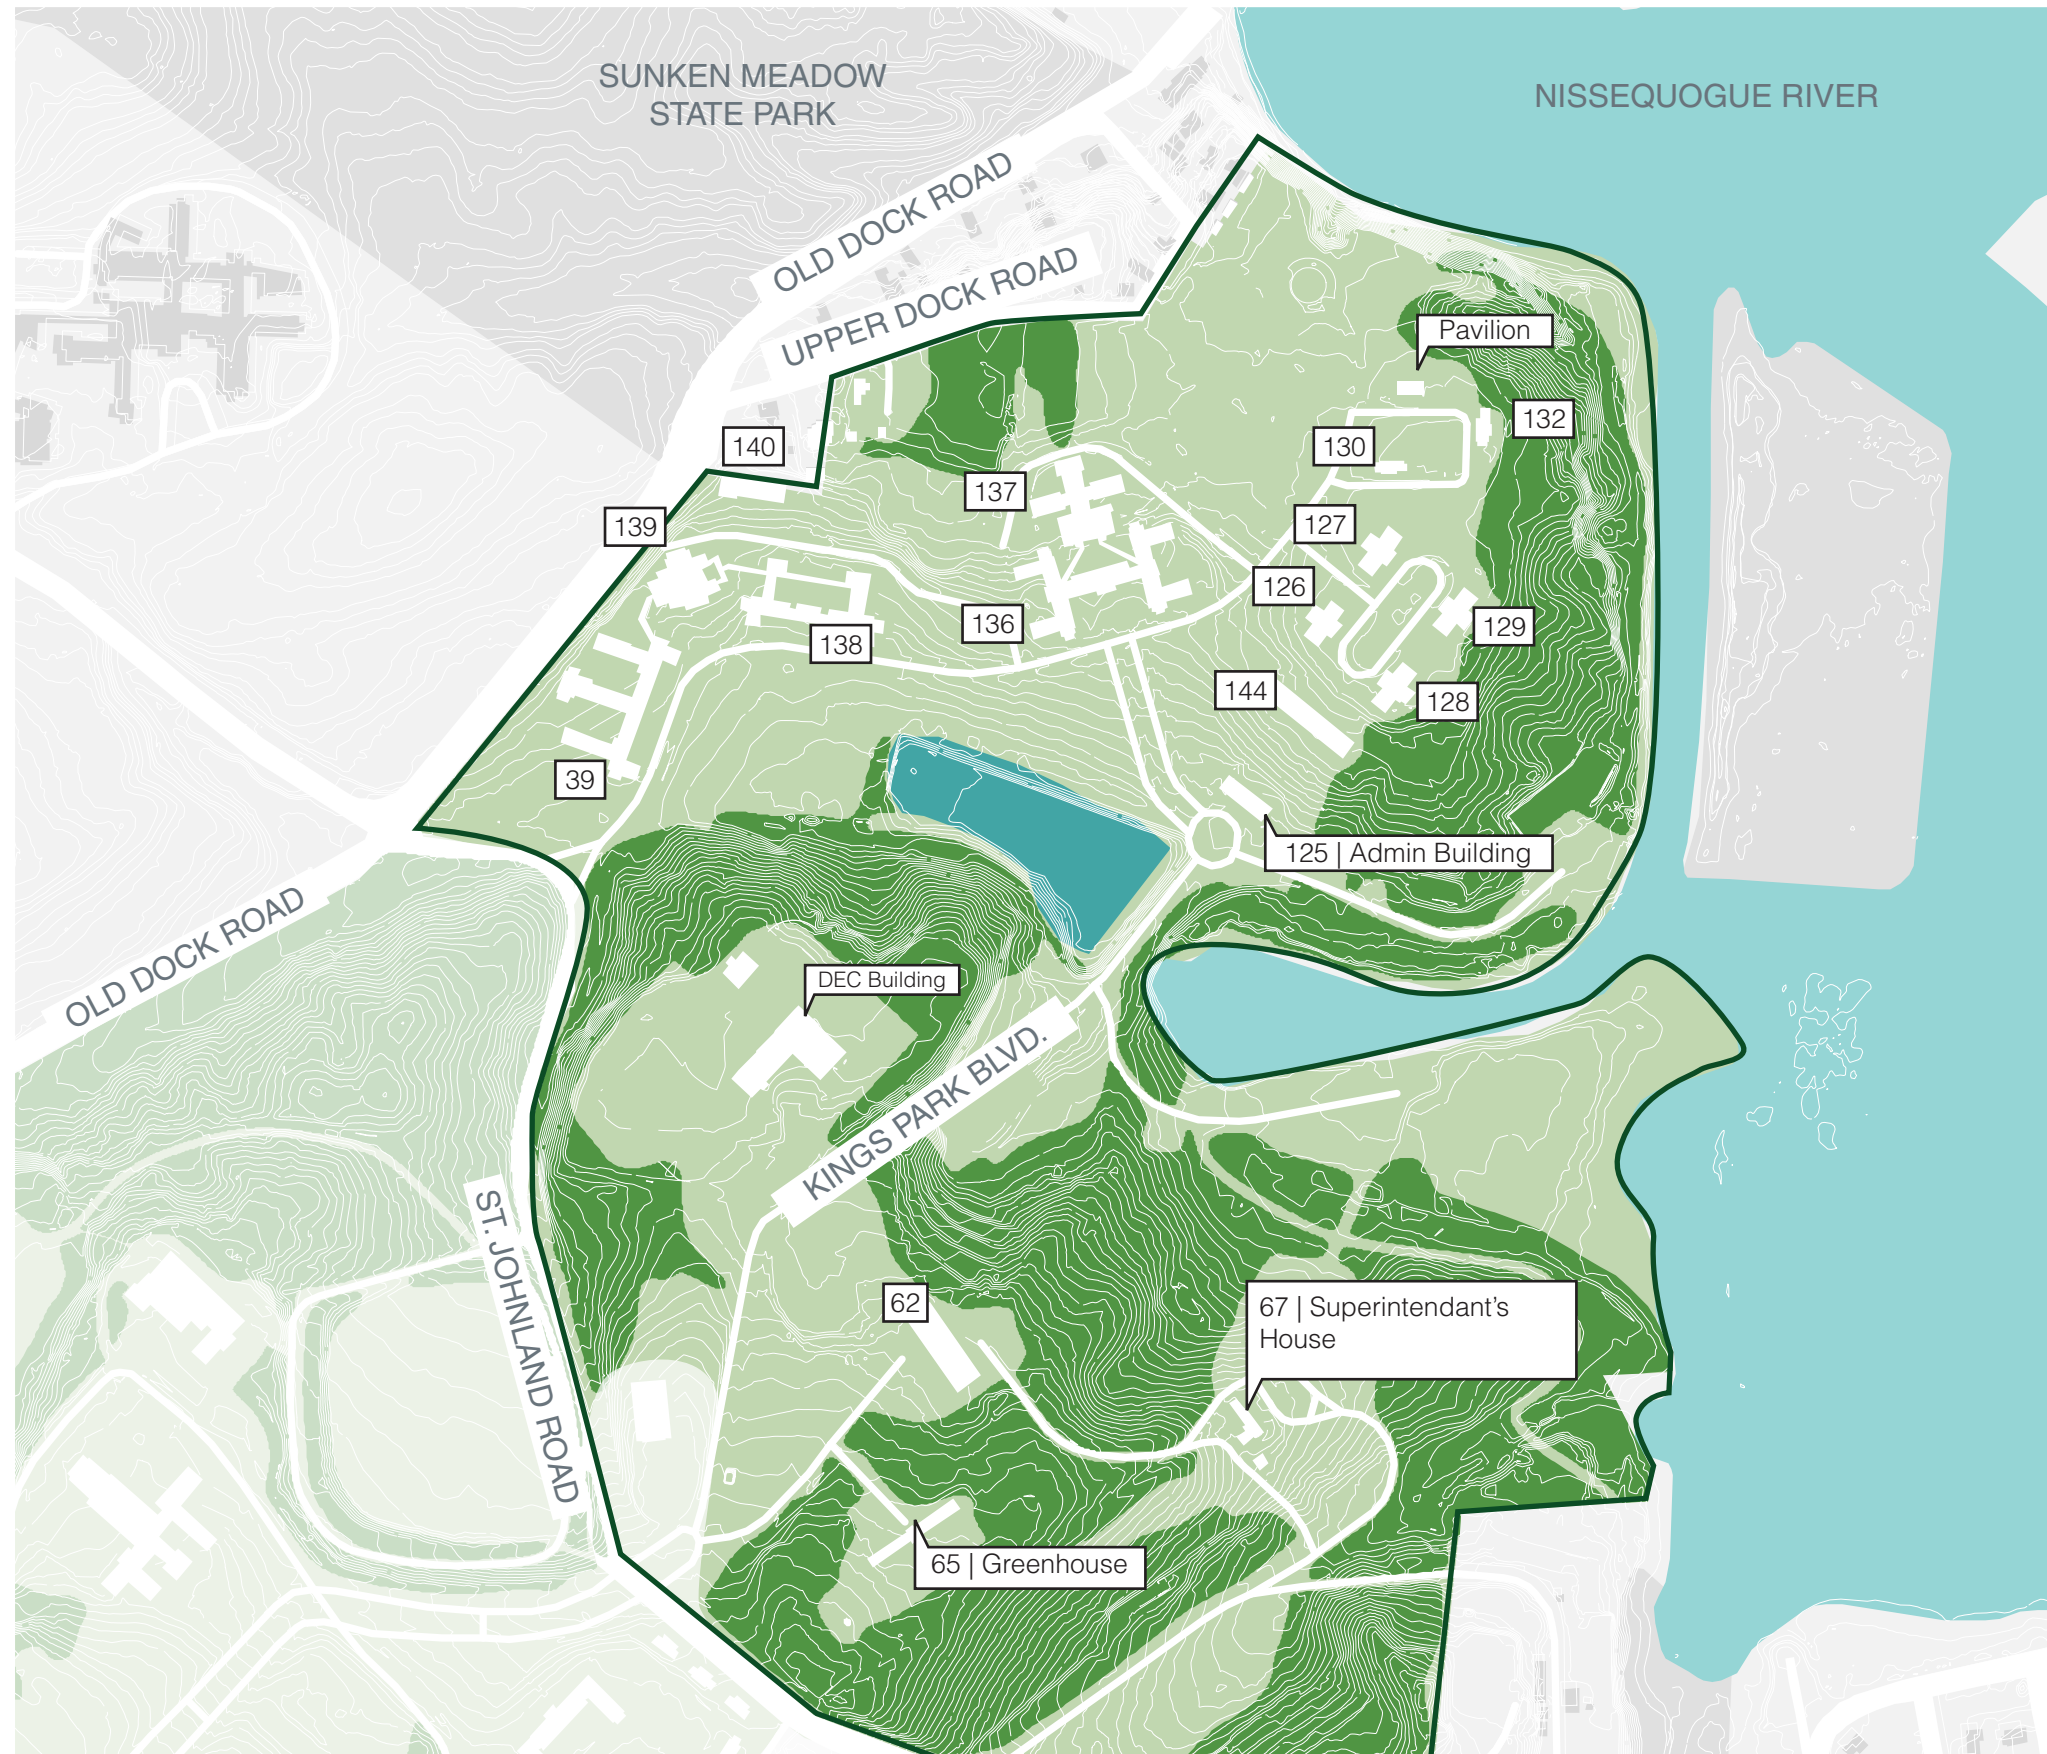 SUNKEN MEADOW
STATE PARK
NISSEQUOGUE RIVER
OLD DOCK ROAD
UPPER DOCK ROAD
Pavilion
132
130
140
137
139
127
126
136
138
129
144
128
39
125 | Admin Building
OLD DOCK ROAD
DEC Building
KINGS PARK BLVD.
ST. JOHNLAND ROAD
62
67 | Superintendant's
House
65 | Greenhouse